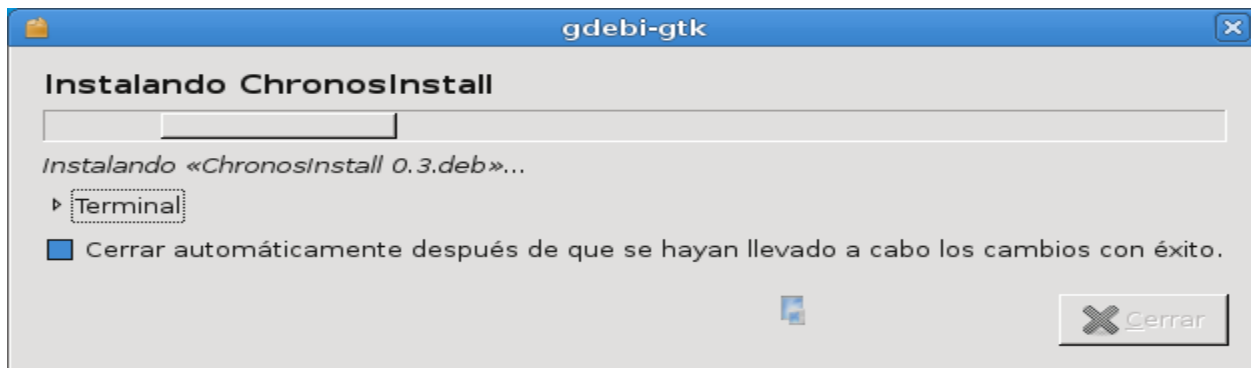 gdebi-gtk
Instalando ChronosInstall
Instalando «ChronosInstall 0.3.deb»...
Terminal
Cerrar automáticamente después de que se hayan llevado a cabo los cambios con éxito.
Cerrar